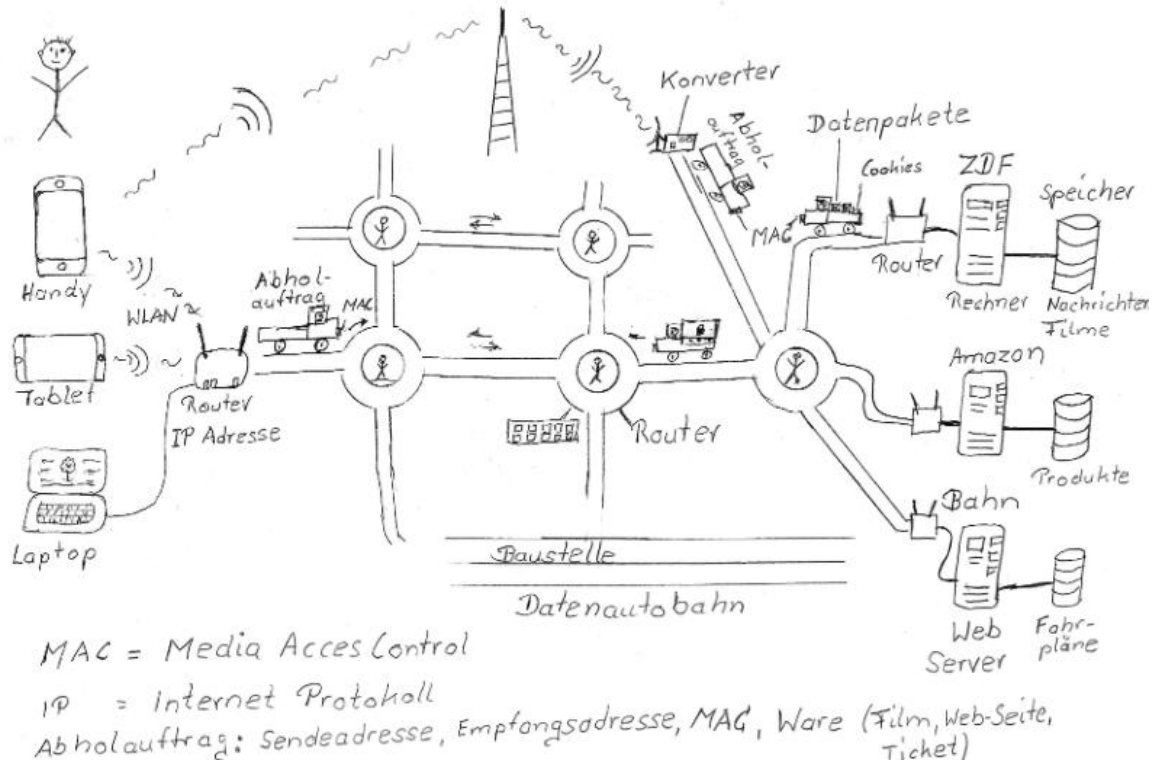 Konverter
Abhol-
auftrag
Datenpakete
Cookies
MAC
ZDF
Speicher
Router
Rechner
Nachrichten
Filme
Handy
WLAN
Abhol-
auftrag
MAC
Tablet
Router
IP Adresse
Router
Amazon
Produkte
Laptop
Bahn
Baustelle
Datenautobahn
Web
Server
Fahr-
pläne
MAC = Media Acces Control
IP = Internet Protokoll
Abholauftrag: Sendeadresse, Empfangsadresse, MAC, Ware (Film, Web-Seite,
Ticket)